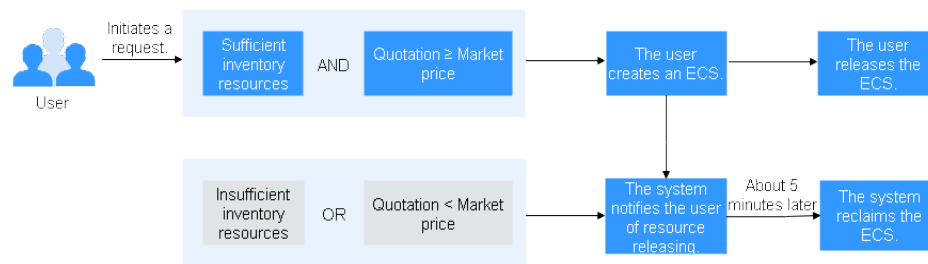 Initiates a
request.
User
Sufficient
inventory
resources
AND
Quotation ≥ Market
price
The user
creates an ECS.
The user
releases the
ECS.
Insufficient
inventory
resources
OR
Quotation < Market
price
The system
notifies the user
of resource
releasing.
About 5
minutes later
The system
reclaims the
ECS.